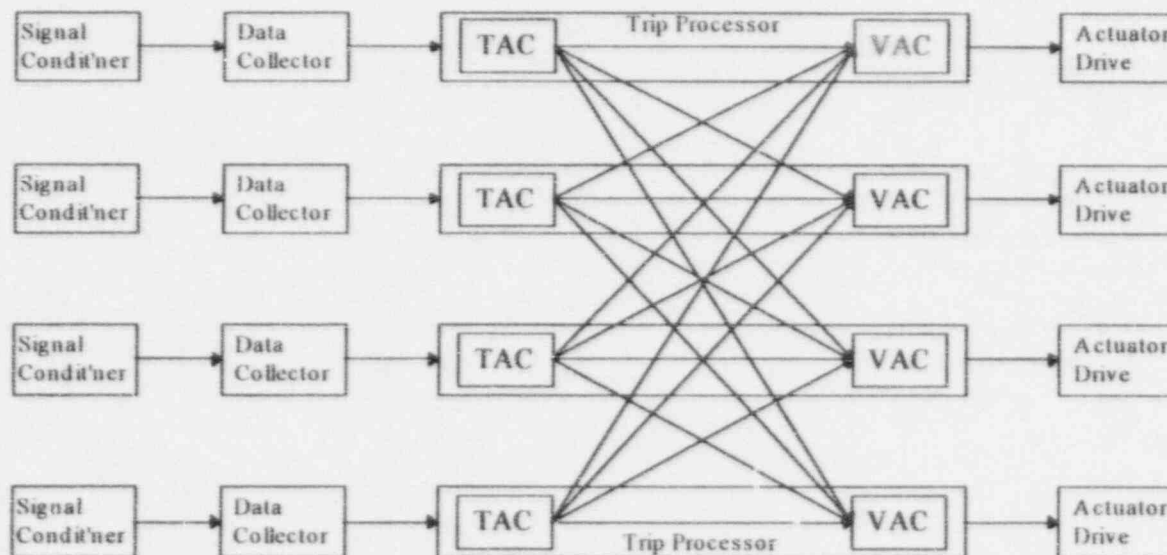 Trip Processor
Signal
Condit'ner
Data
Collector
TAC
VAC
Actuator
Drive
Signal
Condit'ner
Data
Collector
TAC
VAC
Actuator
Drive
Signal
Condit'ner
Data
Collector
TAC
VAC
Actuator
Drive
Signal
Condit'ner
Data
Collector
TAC
VAC
Actuator
Drive
Trip Processor